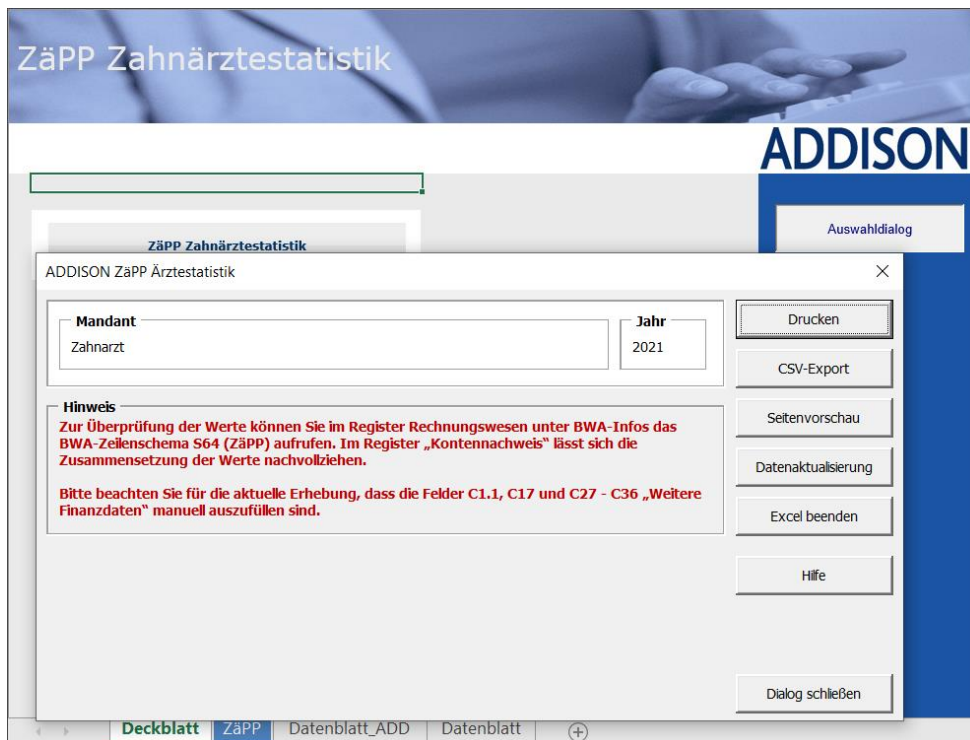 ZäPP Zahnärztestatistik
ADDISON
Auswahldialog
ZäPP Zahnärztestatistik
ADDISON ZäPP Ärztestatistik
Mandant
Zahnarzt
Jahr
2021
Hinweis
Zur Überprüfung der Werte können Sie im Register Rechnungswesen unter BWA-Infos das
BWA-Zeilenschema S64 (ZäPP) aufrufen. Im Register „Kontennachweis“ lässt sich die
Zusammensetzung der Werte nachvollziehen.
Bitte beachten Sie für die aktuelle Erhebung, dass die Felder C1.1, C17 und C27 - C36 „Weitere
Finanzdaten“ manuell auszufüllen sind.
Drucken
CSV-Export
Seitenvorschau
Datenaktualisierung
Excel beenden
Hilfe
Dialog schließen
Deckblatt ZäPP Datenblatt_ADD Datenblatt